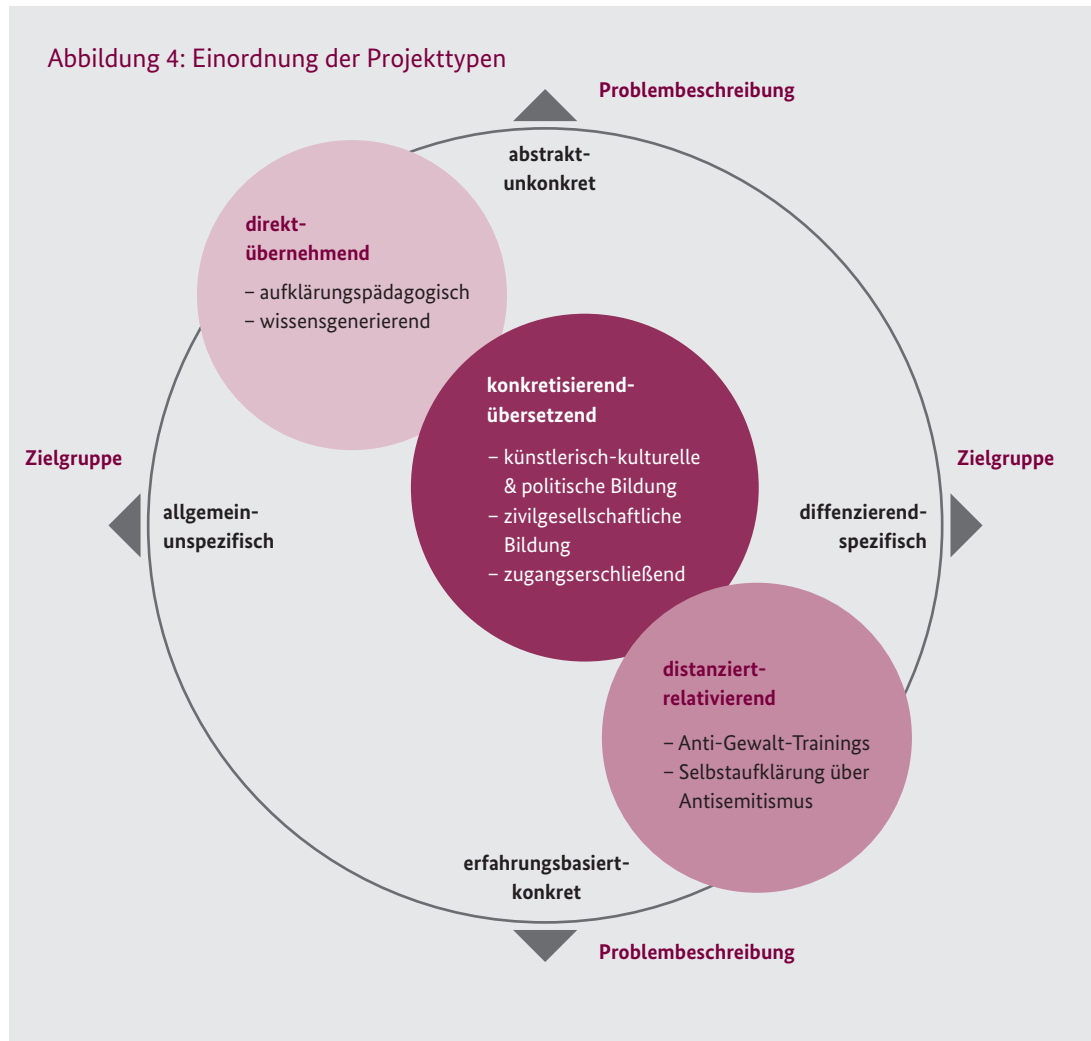 Abbildung 4: Einordnung der Projekttypen
Problembeschreibung
abstrakt-
unkonkret
direkt-
übernehmend
– aufklärungspädagogisch
– wissensgenerierend
konkretisierend-
übersetzend
– künstlerisch-kulturelle
& politische Bildung
– zivilgesellschaftliche
Bildung
– zugangserschließend
Zielgruppe
allgemein-
unspezifisch
Zielgruppe
diffenzierend-
spezifisch
distanziert-
relativierend
– Anti-Gewalt-Trainings
– Selbstaufklärung über
Antisemitismus
erfahrungsbasiert-
konkret
Problembeschreibung